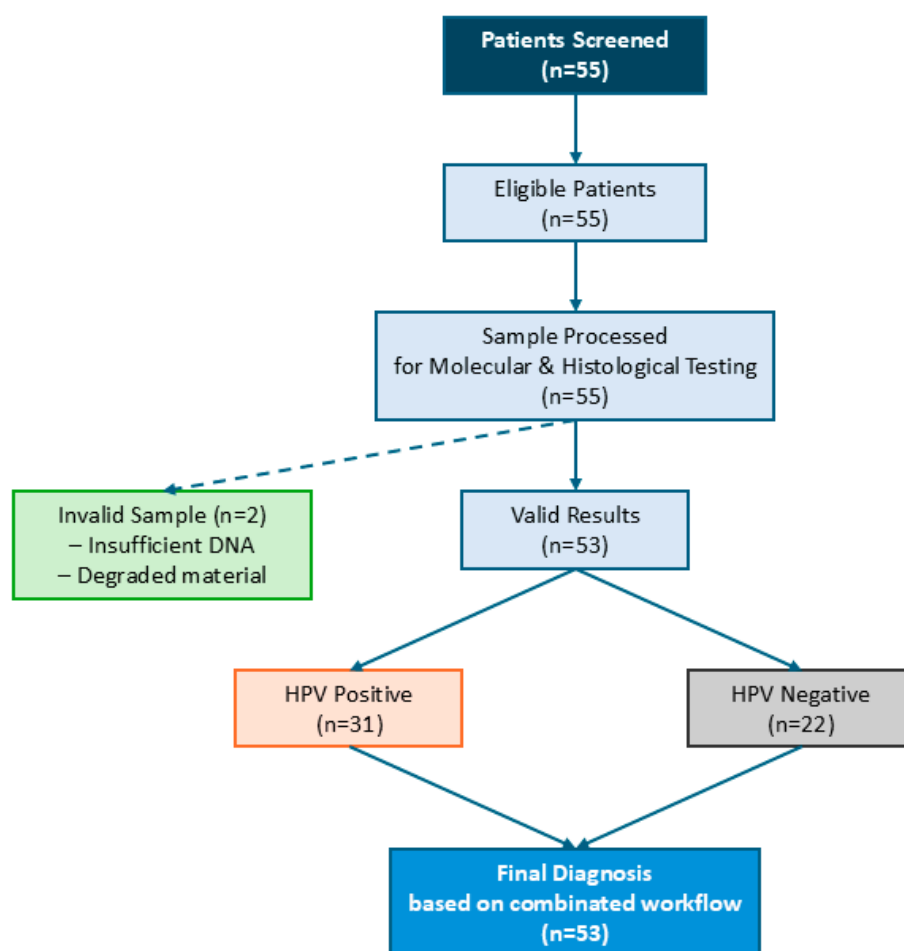 Patients Screened
(n=55)
Eligible Patients
(n=55)
Sample Processed
for Molecular & Histological Testing
(n=55)
Invalid Sample (n=2)
– Insufficient DNA
– Degraded material
Valid Results
(n=53)
HPV Positive
(n=31)
HPV Negative
(n=22)
Final Diagnosis
based on combinated workflow
(n=53)